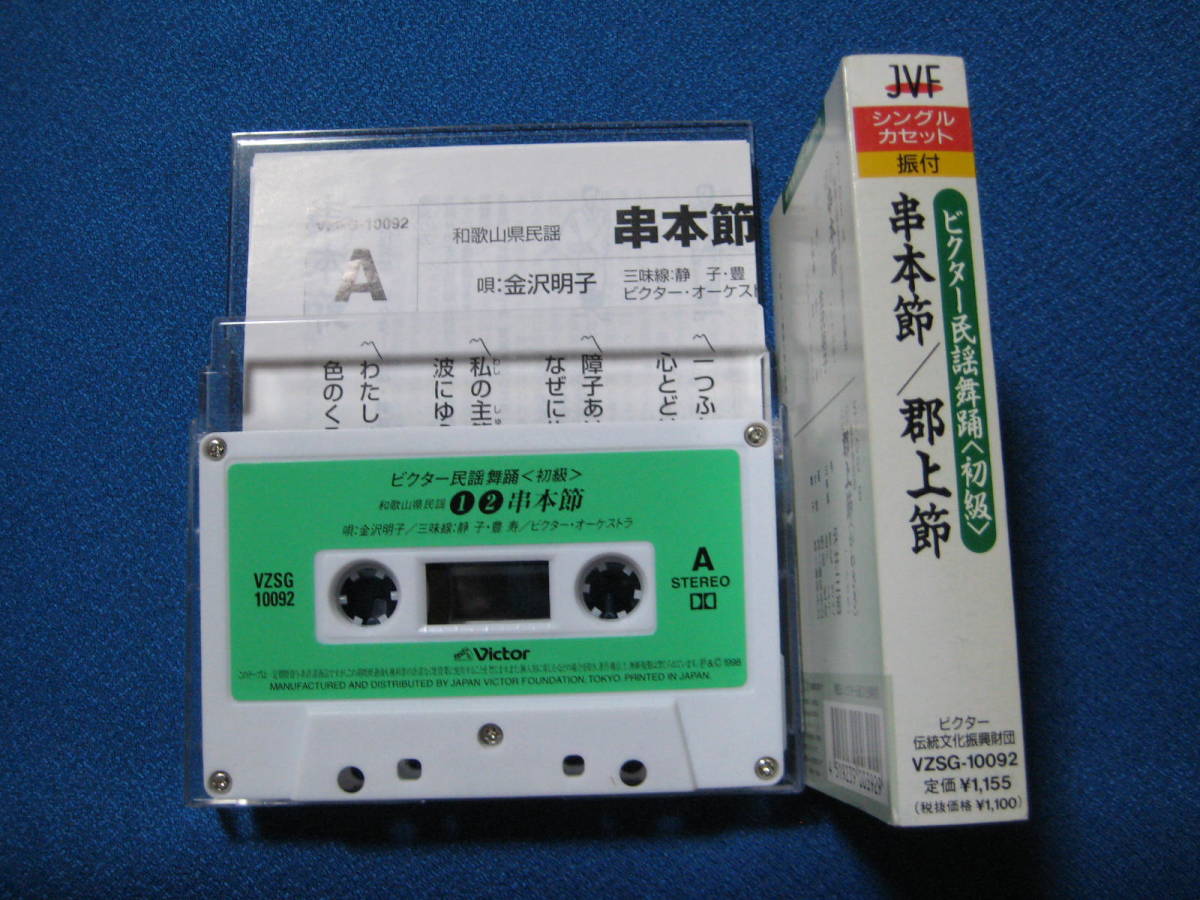 VZSG-10092
A
和歌山県民謡
串本節
唄:金沢明子
三味線:静 子・豊
ビクター・オーケスト
〽一つ
心とど
〽障子あ
なぜに
〽私の主
わし しゅ
波にゆ
〽わたし
色のく
ビクター民謡舞踊<初級>
和歌山県民謡 ❶❷串本節
唄:金沢明子/三味線:静 子・豊 寿/ビクター・オーケストラ
VZSG
10092
A
STEREO
Victor
P&C 1998
MANUFACTURED AND DISTRIBUTED BY JAPAN VICTOR FOUNDATION, TOKYO. PRINTED IN JAPAN.
JVF
シングル
カセット
振付
ビクター民謡舞踊<初級>
串本節/郡上節
ビクター
伝統文化振興財団
VZSG-10092
定価¥1,155
(税抜価格¥1,100)